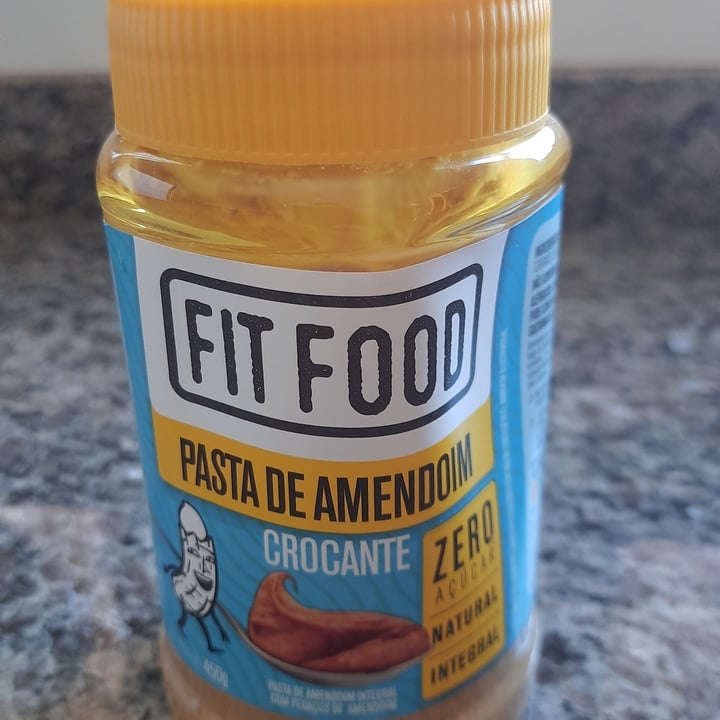 FIT FOOD
PASTA DE AMENDOIM
CROCANTE
ZERO
AÇÚCAR
NATURAL
INTEGRAL
450g
PASTA DE AMENDOIM INTEGRAL
COM PEDAÇOS DE AMENDOIM